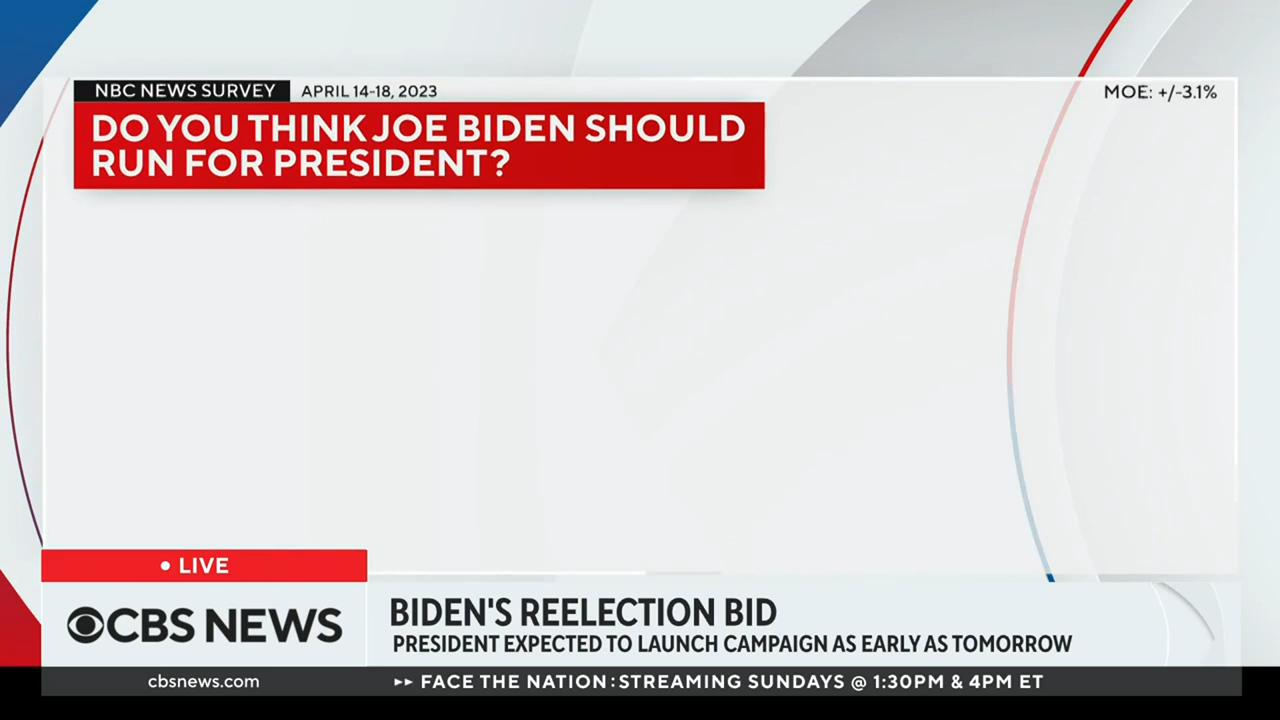 NBC NEWS SURVEY APRIL 14-18, 2023 MOE: +/-3.1%
DO YOU THINK JOE BIDEN SHOULD
RUN FOR PRESIDENT?
• LIVE
CBS NEWS
BIDEN'S REELECTION BID
PRESIDENT EXPECTED TO LAUNCH CAMPAIGN AS EARLY AS TOMORROW
cbsnews.com
FACE THE NATION:STREAMING SUNDAYS @ 1:30PM & 4PM ET